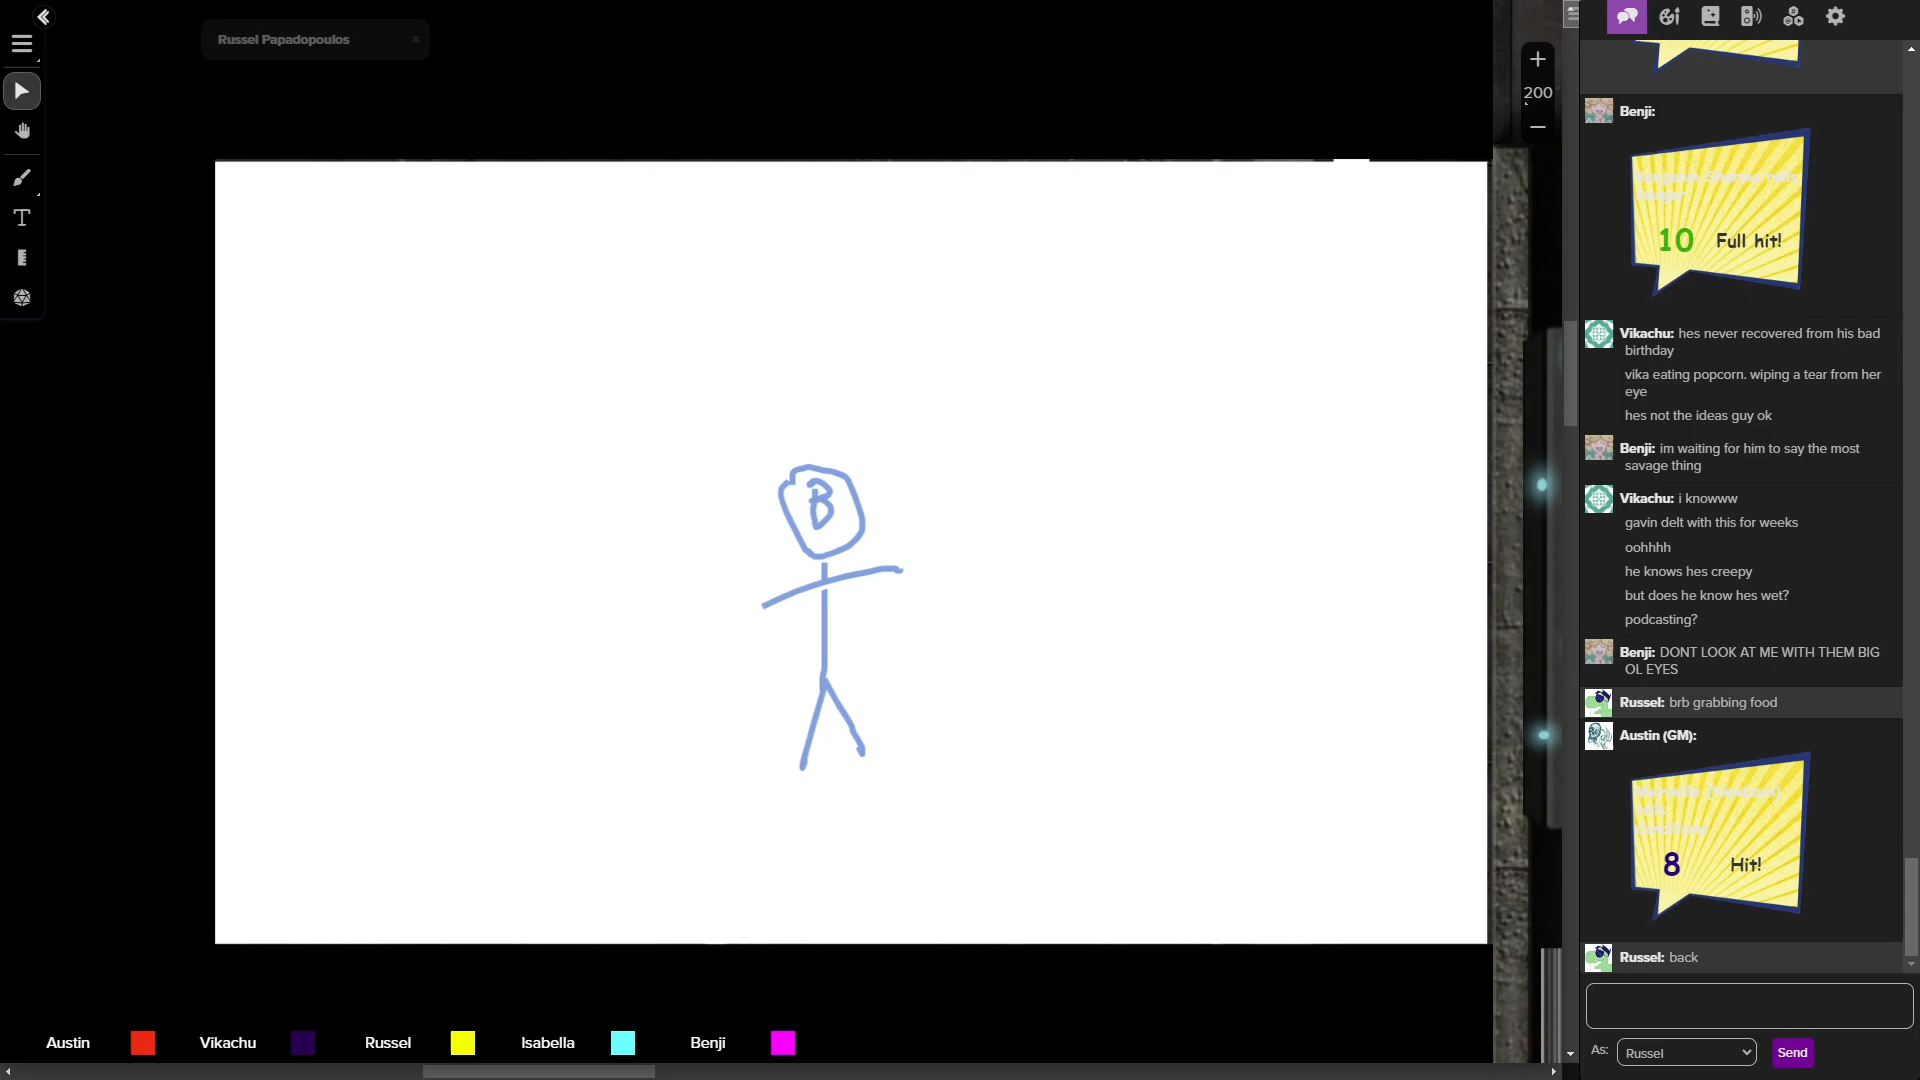 Russel Papadopoulos
200
Benji:
10 Full hit!
Vikachu: hes never recovered from his bad
birthday
vika eating popcorn. wiping a tear from her
eye
hes not the ideas guy ok
Benji: im waiting for him to say the most
savage thing
Vikachu: i knowww
gavin delt with this for weeks
oohhhh
he knows hes creepy
but does he know hes wet?
podcasting?
Benji: DONT LOOK AT ME WITH THEM BIG
OL EYES
Russel: brb grabbing food
Austin (GM):
8 Hit!
Russel: back
As: Russel Send
B
Austin Vikachu Russel Isabella Benji